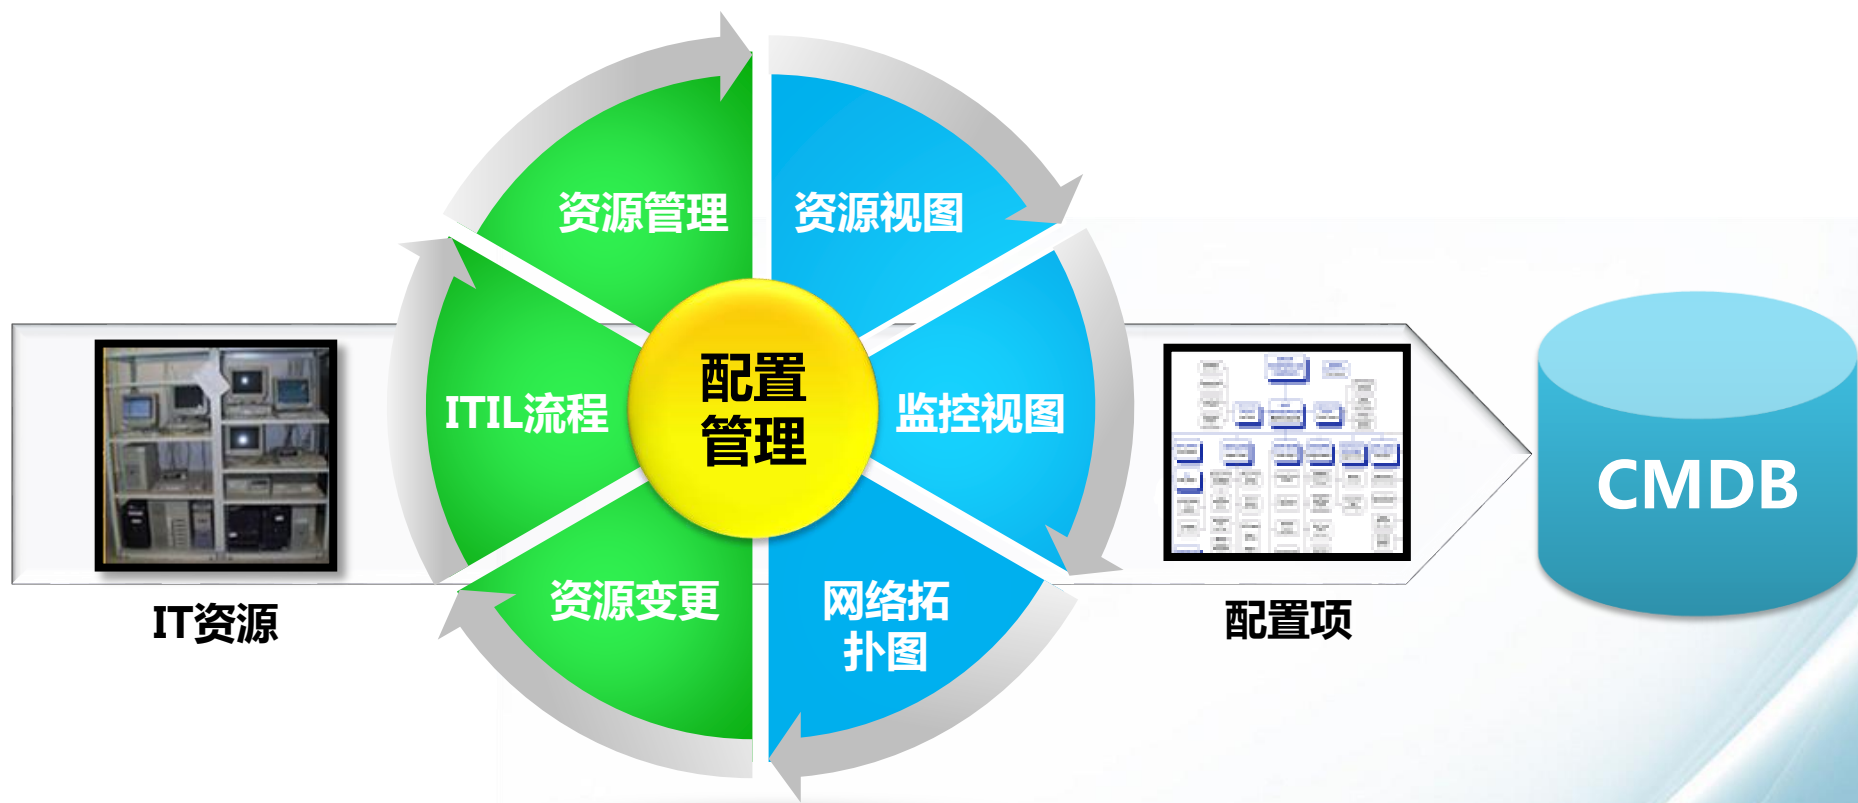 资源管理
资源视图
ITIL流程
配置
管理
监控视图
CMDB
资源变更
网络拓
扑图
IT资源
配置项